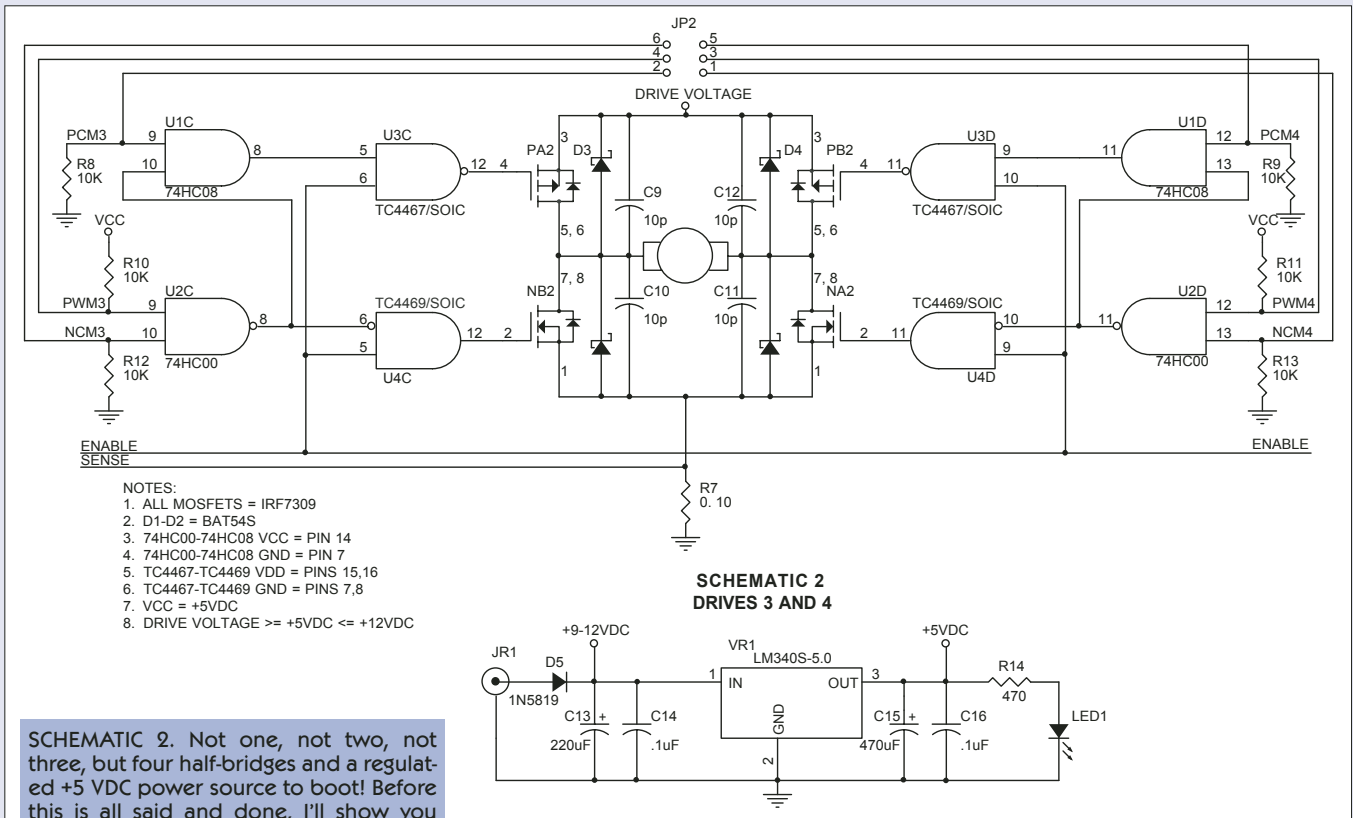 JP2
6 5
4 3
2 1
DRIVE VOLTAGE
U1C
PCM3 9
10
8
R8
10K
74HC08
U3C
5
6
12 4
TC4467/SOIC
PA2
3
D3
5, 6
C9
10p
C12
10p
D4
3
PB2
5, 6
4 11
U3D
9
10
TC4467/SOIC
11
U1D
12 PCM4
13
R9
10K
74HC08
VCC
R10
10K
PWM3 9
NCM3 10
U2C
8
74HC00
R12
10K
TC4469/SOIC
6
5
12 2
U4C
7, 8
NB2
1
C10
10p
C11
10p
7, 8
NA2
1
2 11
TC4469/SOIC
10
9
U4D
11
U2D
12 PWM4
13 NCM4
74HC00
VCC
R11
10K
R13
10K
ENABLE ENABLE
SENSE
R7
0. 10
NOTES:
1. ALL MOSFETS = IRF7309
2. D1-D2 = BAT54S
3. 74HC00-74HC08 VCC = PIN 14
4. 74HC00-74HC08 GND = PIN 7
5. TC4467-TC4469 VDD = PINS 15,16
6. TC4467-TC4469 GND = PINS 7,8
7. VCC = +5VDC
8. DRIVE VOLTAGE >= +5VDC <= +12VDC
SCHEMATIC 2
DRIVES 3 AND 4
+9-12VDC
JR1
D5
1N5819
C13 +
220uF
C14
.1uF
VR1
LM340S-5.0
1 IN
OUT 3
GND
2
+5VDC
C15 +
470uF
C16
.1uF
R14
470
LED1
SCHEMATIC 2. Not one, not two, not
three, but four half-bridges and a regulat-
ed +5 VDC power source to boot! Before
this is all said and done, I'll show you